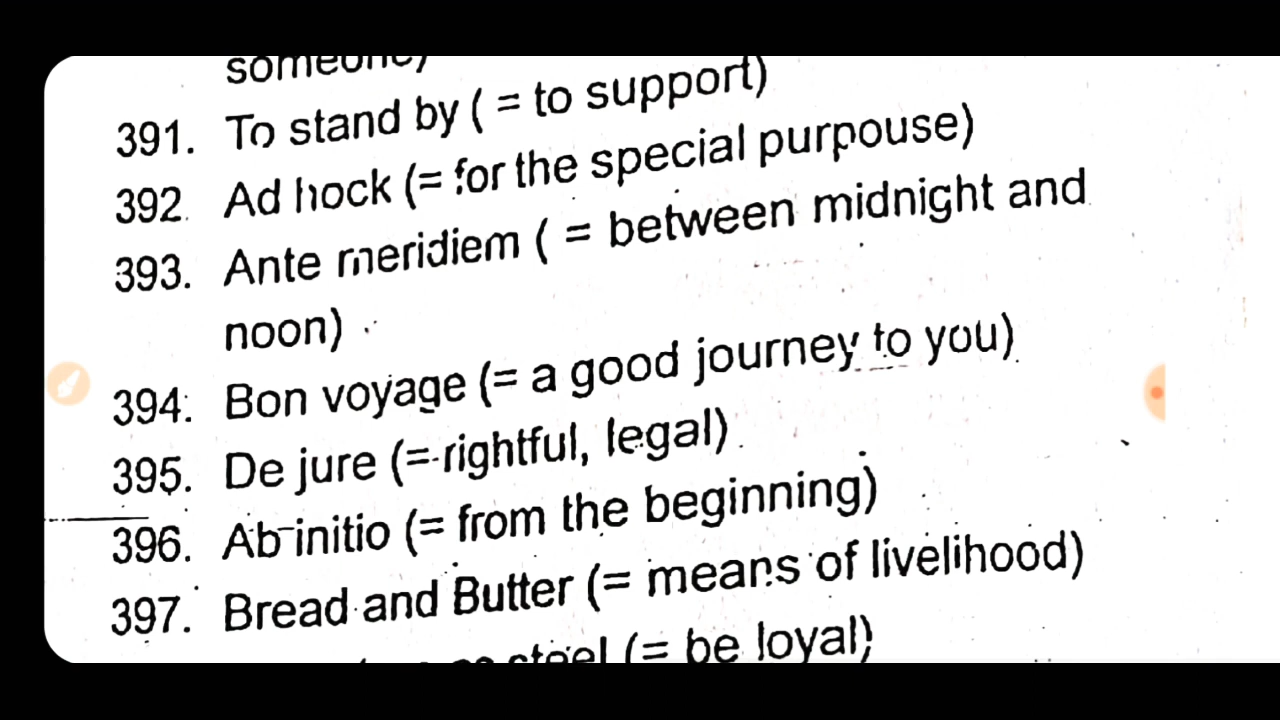 someone)
391. To stand by ( = to support)
392. Ad hock (= for the special purpouse)
393. Ante meridiem ( = between midnight and
noon)
394. Bon voyage (= a good journey to you)
395. De jure (= rightful, legal)
396. Ab-initio (= from the beginning)
397. Bread and Butter (= means of livelihood)
steel (= be loyal)